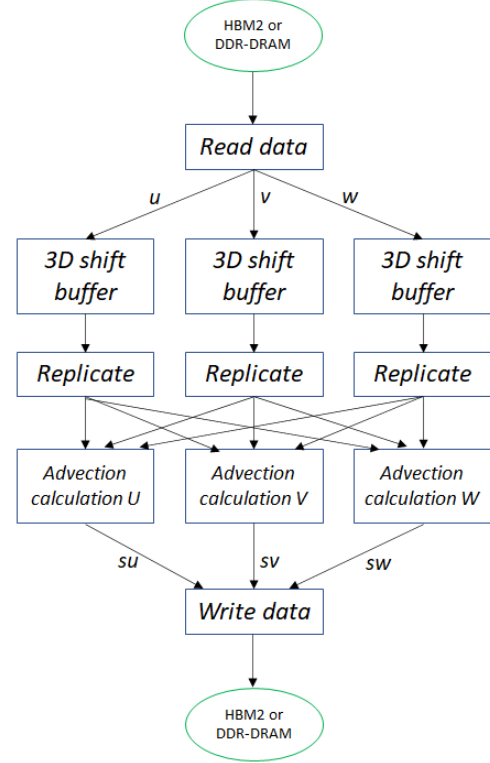 HBM2 or
DDR-DRAM
Read data
u
v
w
3D shift
buffer
3D shift
buffer
3D shift
buffer
Replicate
Replicate
Replicate
Advection
calculation U
Advection
calculation V
Advection
calculation W
su
sv
sw
Write data
HBM2 or
DDR-DRAM